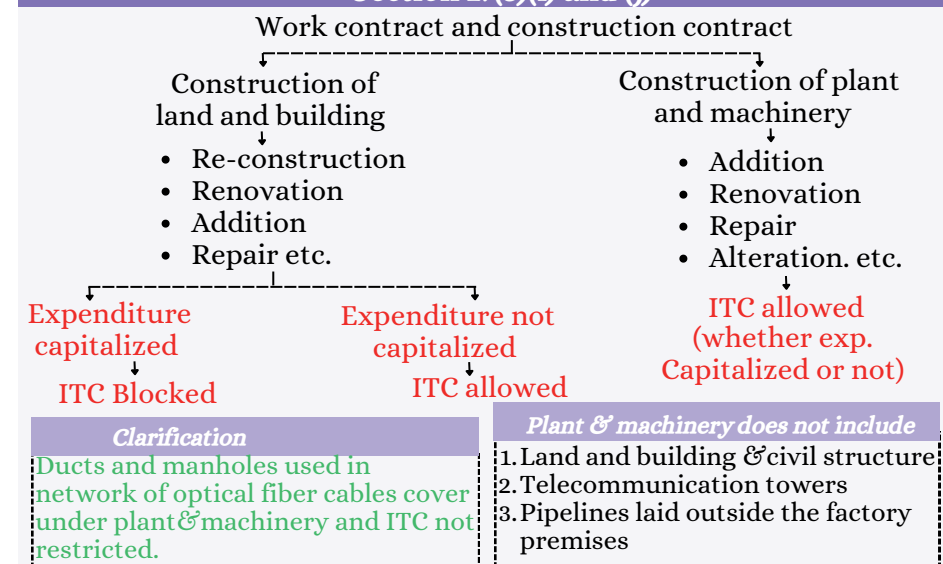 Work contract and construction contract
Construction of
land and building
• Re-construction
• Renovation
• Addition
• Repair etc.
Construction of plant
and machinery
• Addition
• Renovation
• Repair
• Alteration. etc.
Expenditure
capitalized
ITC Blocked
Expenditure not
capitalized
ITC allowed
ITC allowed
(whether exp.
Capitalized or not)
Clarification
Ducts and manholes used in
network of optical fiber cables cover
under plant&machinery and ITC not
restricted.
Plant & machinery does not include
1. Land and building &civil structure
2. Telecommunication towers
3. Pipelines laid outside the factory
premises